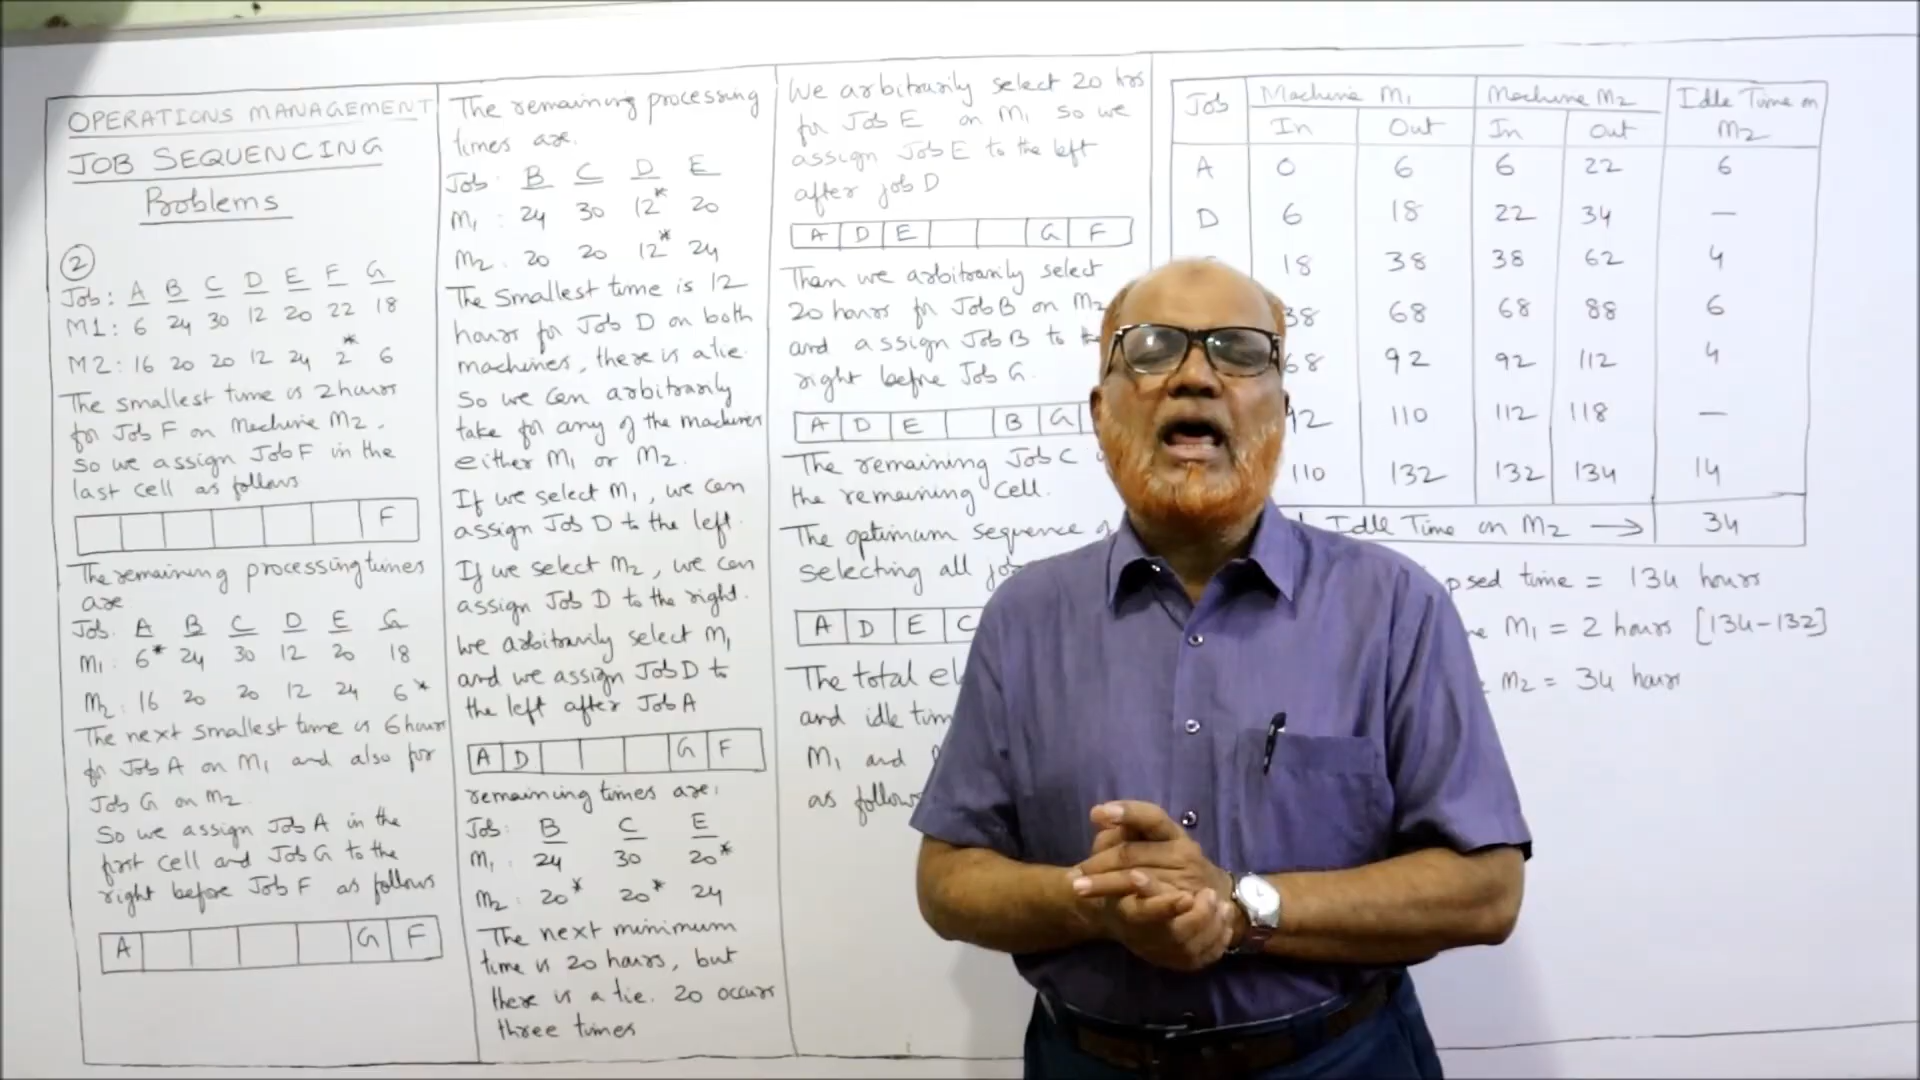 OPERATIONS MANAGEMENT
JOB SEQUENCING
Problems
2
Job: A B C D E F G
M1: 6 24 30 12 20 22 18
M2: 16 20 20 12 24 2* 6
The smallest time is 2 hours
for Job F on Machine M2.
So we assign Job F in the
last cell as follows
F
The remaining processing times
are
Job. A B C D E G
M1: 6* 24 30 12 20 18
M2: 16 20 20 12 24 6*
The next smallest time is 6 hours
for Job A on M1 and also for
Job G on M2
So we assign Job A in the
first cell and Job G to the
right before Job F as follows
A G F
The remaining processing
times are.
Job: B C D E
M1: 24 30 12* 20
M2: 20 20 12* 24
The smallest time is 12
hours for Job D on both
machines, there is a tie.
So we can arbitrarily
take for any of the machines
either M1 or M2.
If we select M1, we can
assign Job D to the left.
If we select M2, we can
assign Job D to the right.
We arbitrarily select M1
and we assign Job D to
the left after Job A
A D G F
remaining times are:
Job: B C E
M1: 24 30 20*
M2: 20* 20* 24
The next minimum
time is 20 hours, but
there is a tie. 20 occurs
three times
We arbitrarily select 20 hrs
for Job E on M1 so we
assign Job E to the left
after job D
A D E G F
Then we arbitrarily select
20 hours for Job B on M2
and assign Job B to the
right before Job G.
A D E B G
The remaining Job C
the remaining cell.
The optimum sequence
selecting all
A D E C
The total
and idle
M1 and
as follows
Job Machine M1 Machine M2 Idle Time on M2
In Out In Out
A 0 6 6 22 6
D 6 18 22 34 —
18 38 38 62 4
38 68 68 88 6
68 92 92 112 4
92 110 112 118 —
110 132 132 134 14
Idle Time on M2 → 34
time = 134 hours
M1 = 2 hours [134-132]
M2 = 34 hours